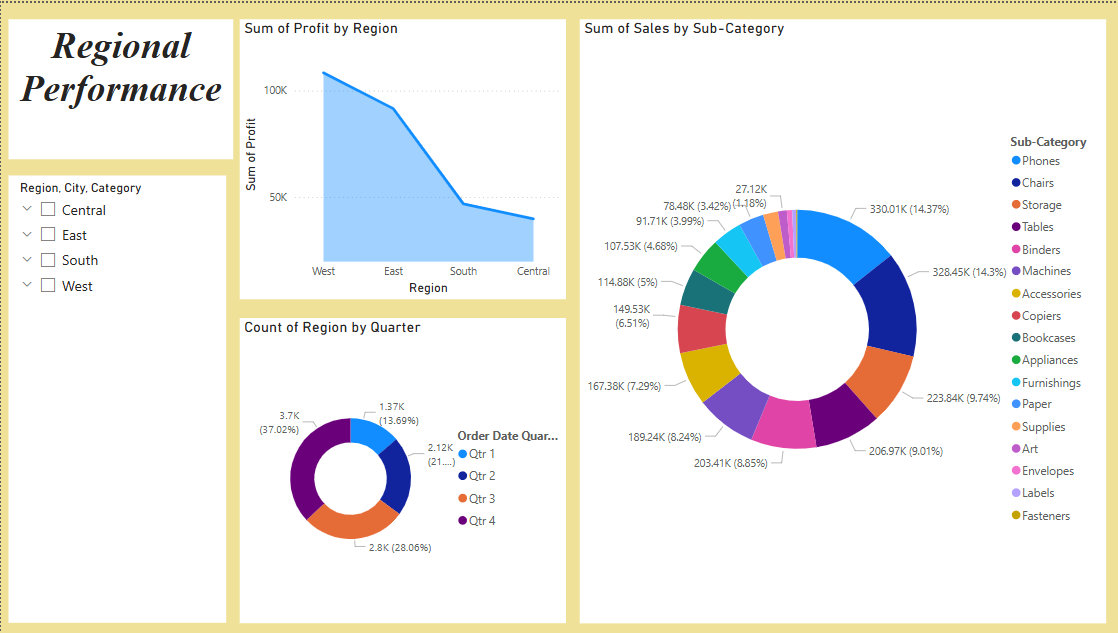 Regional
Performance
Region, City, Category
Central
East
South
West
Sum of Profit by Region
Sum of Profit
100K
50K
West
East
South
Central
Region
Count of Region by Quarter
3.7K
(37.02%)
1.37K
(13.69%)
2.12K
(21....)
2.8K (28.06%)
Order Date Quar...
Qtr 1
Qtr 2
Qtr 3
Qtr 4
Sum of Sales by Sub-Category
27.12K
(1.18%)
78.48K (3.42%)
91.71K (3.99%)
107.53K (4.68%)
114.88K (5%)
149.53K
(6.51%)
167.38K (7.29%)
189.24K (8.24%)
203.41K (8.85%)
206.97K (9.01%)
223.84K (9.74%)
328.45K (14.3%)
330.01K (14.37%)
Sub-Category
Phones
Chairs
Storage
Tables
Binders
Machines
Accessories
Copiers
Bookcases
Appliances
Furnishings
Paper
Supplies
Art
Envelopes
Labels
Fasteners